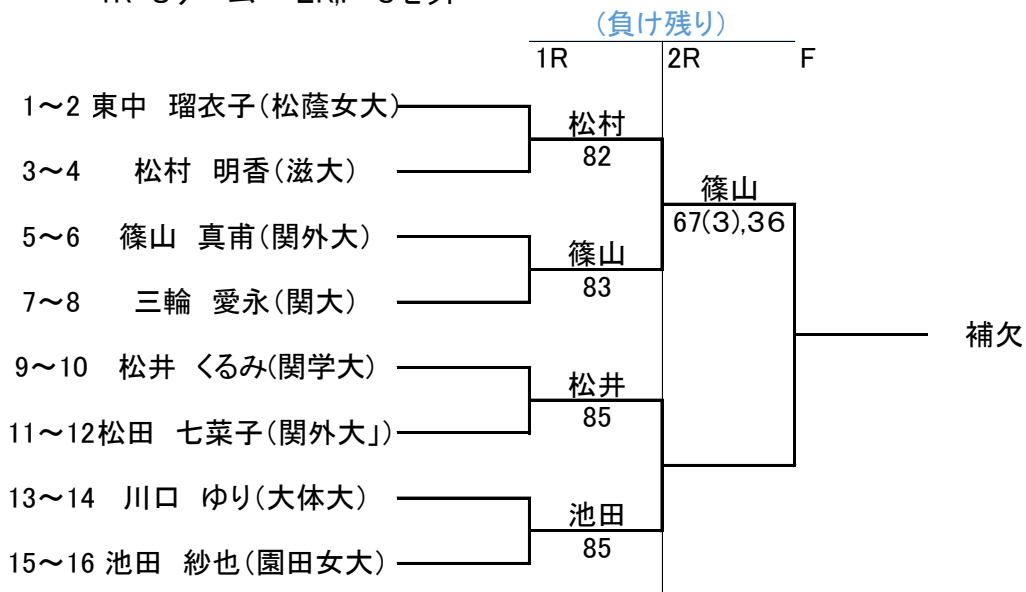 (負け残り)
1R 2R F
1～2 東中 瑠衣子(松蔭女大)
松村
82
3～4 松村 明香(滋大)
篠山
67(3),36
5～6 篠山 真甫(関外大)
篠山
83
7～8 三輪 愛永(関大)
補欠
9～10 松井 くるみ(関学大)
松井
85
11～12松田 七菜子(関外大」)
13～14 川口 ゆり(大体大)
池田
85
15～16 池田 紗也(園田女大)